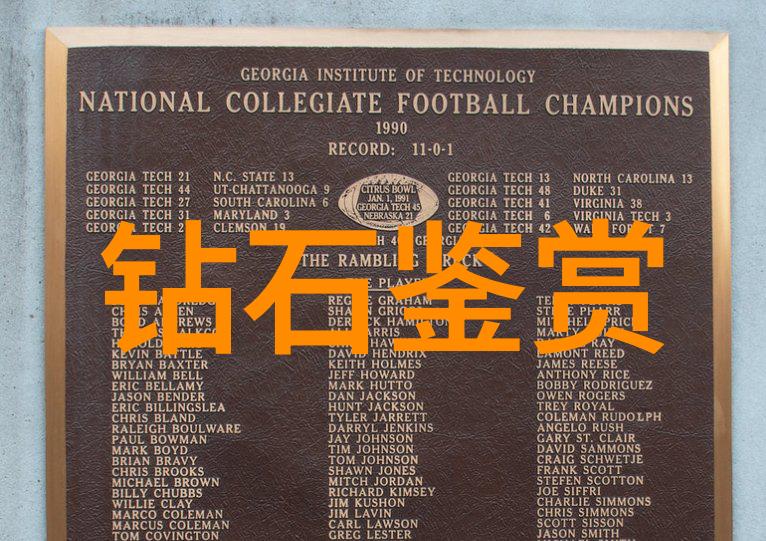 GEORGIA INSTITUTE OF TECHNOLOGY
NATIONAL COLLEGIATE FOOTBALL CHAMPIONS
1990
RECORD: 11-0-1
GEORGIA TECH 21 N.C. STATE 13
GEORGIA TECH 44 UT-CHATTANOOGA 9
GEORGIA TECH 27 SOUTH CAROLINA 6
GEORGIA TECH 31 MARYLAND 3
GEORGIA TECH CLEMSON 19
CITRUS BOWL
JAN. 1, 1991
GEORGIA TECH 45
NEBRASKA 21
GEORGIA TECH 13 NORTH CAROLINA 13
GEORGIA TECH 48 DUKE 31
GEORGIA TECH 41 VIRGINIA 38
GEORGIA TECH 6 VIRGINIA TECH 3
GEORGIA TECH 42 7
THE RAMBLING
钻石鉴赏
KEVIN BATTLE
BRYAN BAXTER
WILLIAM BELL
ERIC BELLAMY
JASON BENDER
ERIC BILLINGSLEA
CHRIS BLAND
RALEIGH BOULWARE
PAUL BOWMAN
MARK BOYD
BRIAN BRAVY
CHRIS BROOKS
MICHAEL BROWN
BILLY CHUBBS
WILLIE CLAY
MARCO COLEMAN
MARCUS COLEMAN
TOM COVINGTON
GRAHAM
DAVID HENDRIX
KEITH HOLMES
JEFF HOWARD
MARK HUTTO
DAN JACKSON
HUNT JACKSON
TYLER JARRETT
DARRYL JENKINS
JAY JOHNSON
TIM JOHNSON
TOM JOHNSON
SHAWN JONES
MITCH JORDAN
RICHARD KIMSEY
JIM KUSHON
JIM LAVIN
CARL LAWSON
GREG LESTER
LAMONT REED
JAMES REESE
ANTHONY RICE
BOBBY RODRIGUEZ
OWEN ROGERS
TREY ROYAL
COLEMAN RUDOLPH
ANGELO RUSH
GARY ST. CLAIR
DAVID SAMMONS
CRAIG SCHWETJE
FRANK SCOTT
STEFEN SCOTTON
JOE SIFFRI
CHARLIE SIMMONS
CHRIS SIMMONS
SCOTT SISSON
JASON SMITH